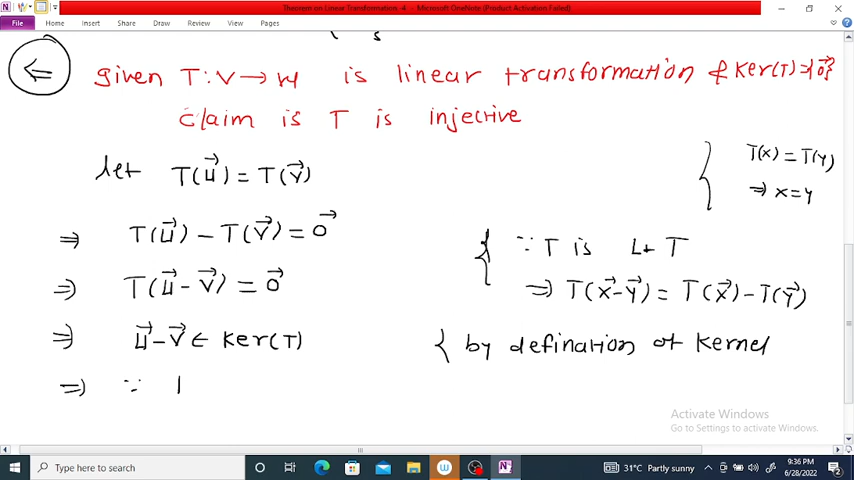 Theorem on Linear Transformation -4 - Microsoft OneNote (Product Activation Failed)
File Home Insert Share Draw Review View Pages
⇐ given T:V→W is linear transformation & Ker(T)={0⃗}
claim is T is injective
let T(u⃗) = T(v⃗)
{ T(x) = T(y)
⇒ x=y
⇒ T(u⃗) - T(v⃗) = 0⃗
{ ∵ T is L.T
⇒ T(u⃗ - v⃗) = 0⃗
⇒ T(x⃗-y⃗) = T(x⃗) - T(y⃗)
⇒ u⃗-v⃗ ∈ Ker(T)
{ by defination of Kernel
⇒ ∵
Activate Windows
Go to Settings to activate Windows.
Type here to search
31°C Partly sunny
9:36 PM
6/28/2022